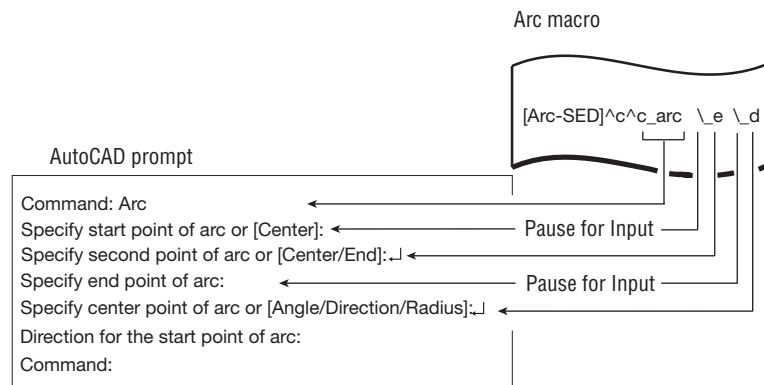 Arc macro
[Arc-SED]^c^c_arc \_e \_d
AutoCAD prompt
Command: Arc
Specify start point of arc or [Center]:
Pause for Input
Specify second point of arc or [Center/End]:↵
Specify end point of arc:
Pause for Input
Specify center point of arc or [Angle/Direction/Radius]:↵
Direction for the start point of arc:
Command: